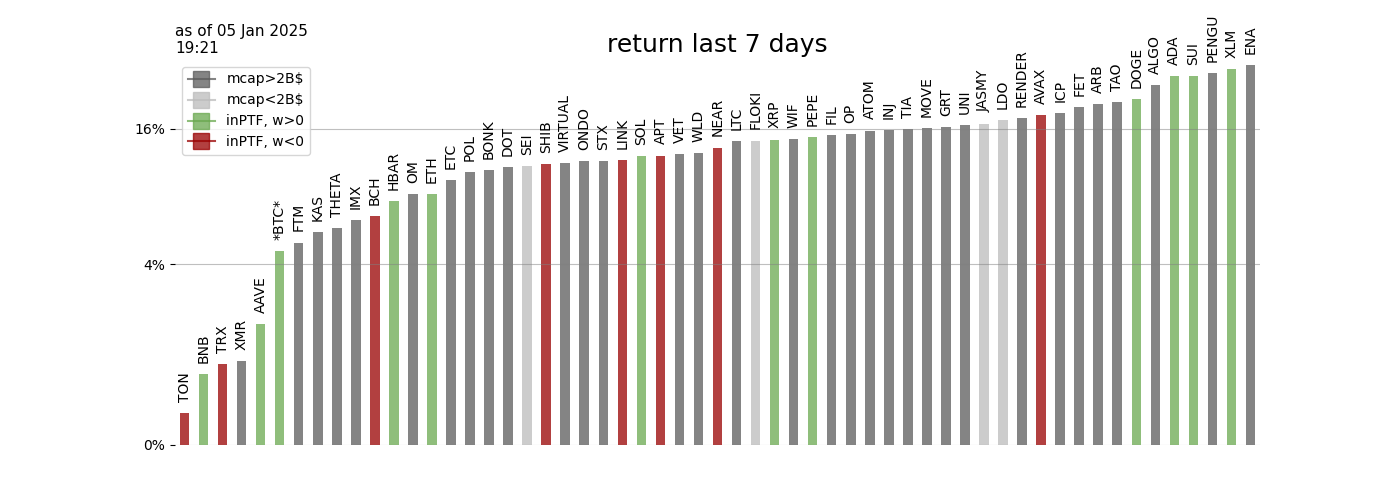 as of 05 Jan 2025
19:21
return last 7 days
mcap>2B$
mcap<2B$
inPTF, w>0
inPTF, w<0
16%
4%
0%
TON
BNB
TRX
XMR
AAVE
*BTC*
FTM
KAS
THETA
IMX
BCH
HBAR
OM
ETH
ETC
POL
BONK
DOT
SEI
SHIB
VIRTUAL
ONDO
STX
LINK
SOL
APT
VET
WLD
NEAR
LTC
FLOKI
XRP
WIF
PEPE
FIL
OP
ATOM
INJ
TIA
MOVE
GRT
UNI
JASMY
LDO
RENDER
AVAX
ICP
FET
ARB
TAO
DOGE
ALGO
ADA
SUI
PENGU
XLM
ENA